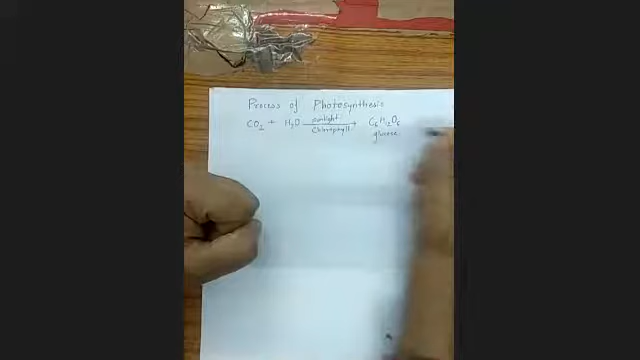 Process of Photosynthesis
CO2 + H2O sunlight → C6H12O6
Chlorophyll glucose